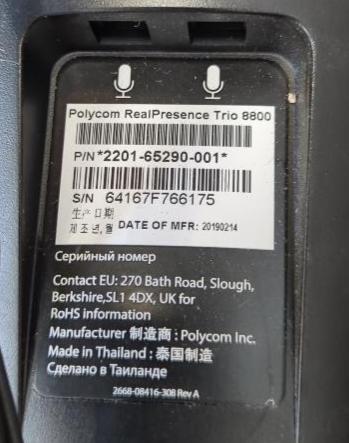 Polycom RealPresence Trio 8800
P/N*2201-65290-001*
S/N 64167F766175
生产日期
제조년,월 DATE OF MFR: 20190214
Серийный номер
Contact EU: 270 Bath Road, Slough,
Berkshire,SL1 4DX, UK for
RoHS information
Manufacturer 制造商 : Polycom Inc.
Made in Thailand : 泰国制造
Сделано в Таиланде
2668-08416-308 Rev A